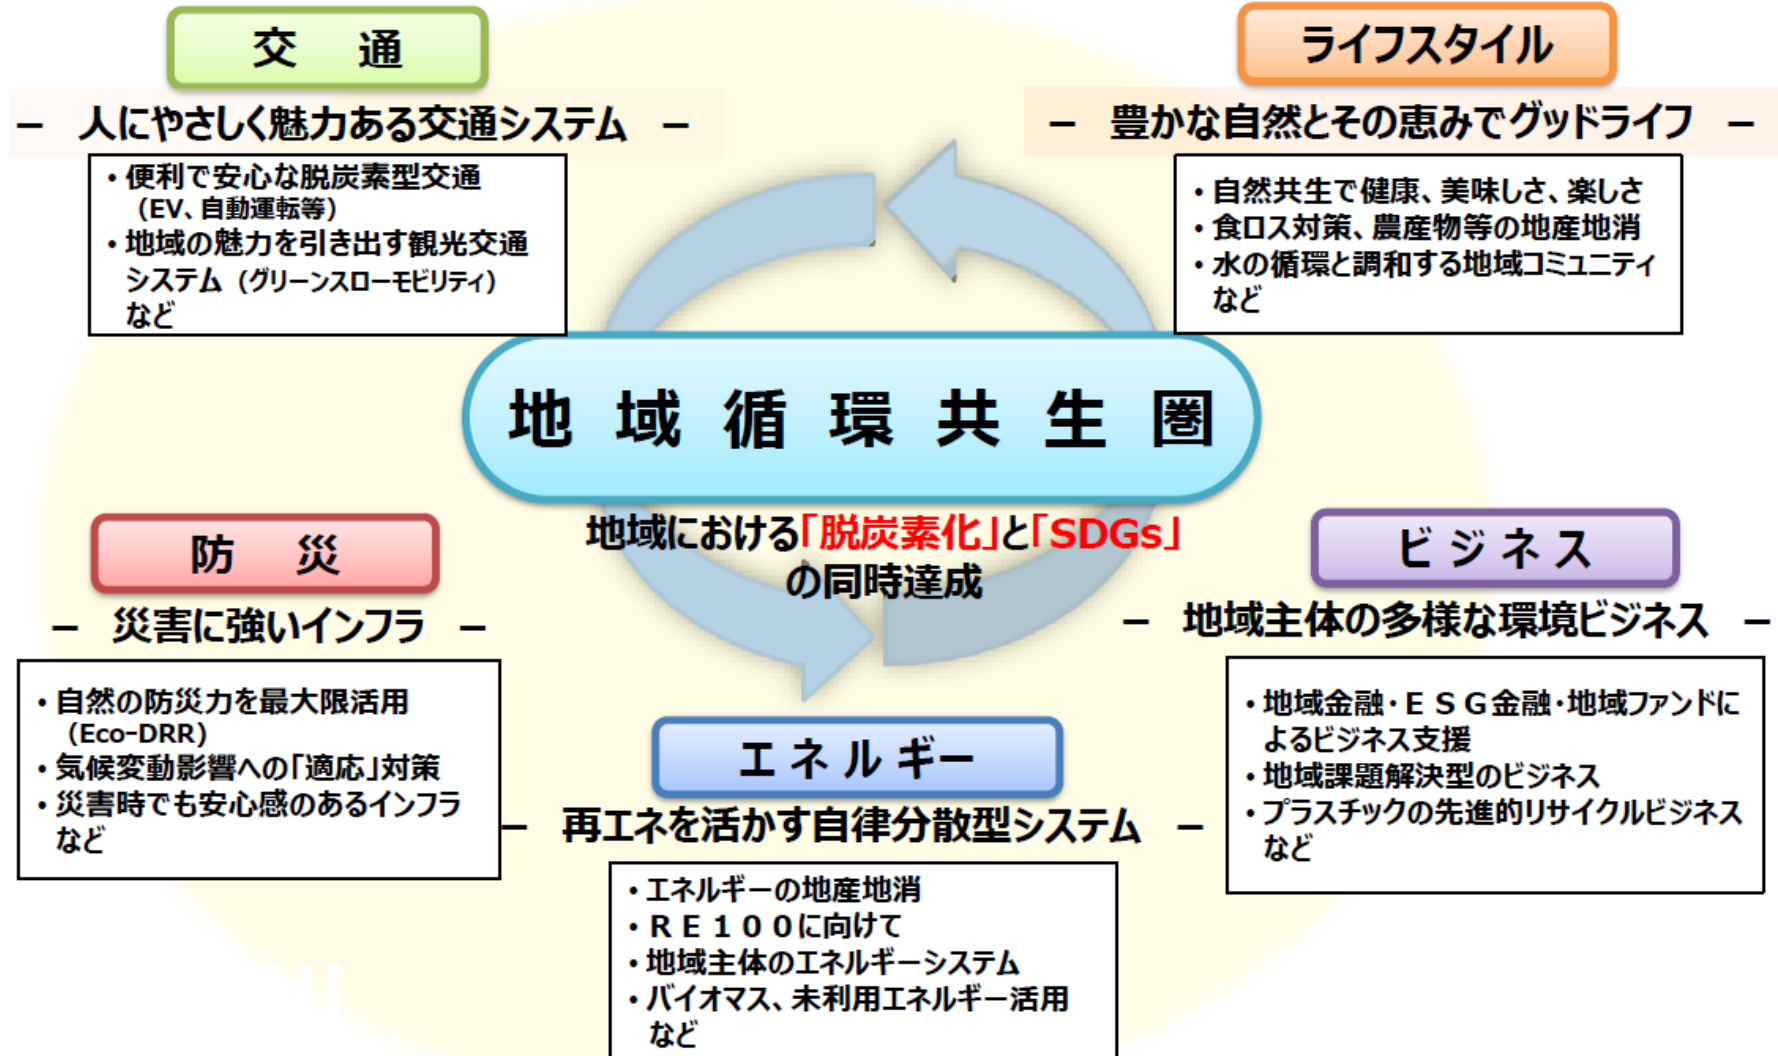 交 通
－ 人にやさしく魅力ある交通システム －
・便利で安心な脱炭素型交通
（EV、自動運転等）
・地域の魅力を引き出す観光交通
システム（グリーンスローモビリティ）
など
ライフスタイル
－ 豊かな自然とその恵みでグッドライフ －
・自然共生で健康、美味しさ、楽しさ
・食ロス対策、農産物等の地産地消
・水の循環と調和する地域コミュニティ
など
地域循環共生圏
地域における「脱炭素化」と「SDGs」
の同時達成
防 災
－ 災害に強いインフラ －
・自然の防災力を最大限活用
（Eco-DRR）
・気候変動影響への「適応」対策
・災害時でも安心感のあるインフラ
など
エネルギー
－ 再エネを活かす自律分散型システム －
・エネルギーの地産地消
・ＲＥ１００に向けて
・地域主体のエネルギーシステム
・バイオマス、未利用エネルギー活用
など
ビジネス
－ 地域主体の多様な環境ビジネス －
・地域金融・ＥＳＧ金融・地域ファンドに
よるビジネス支援
・地域課題解決型のビジネス
・プラスチックの先進的リサイクルビジネス
など